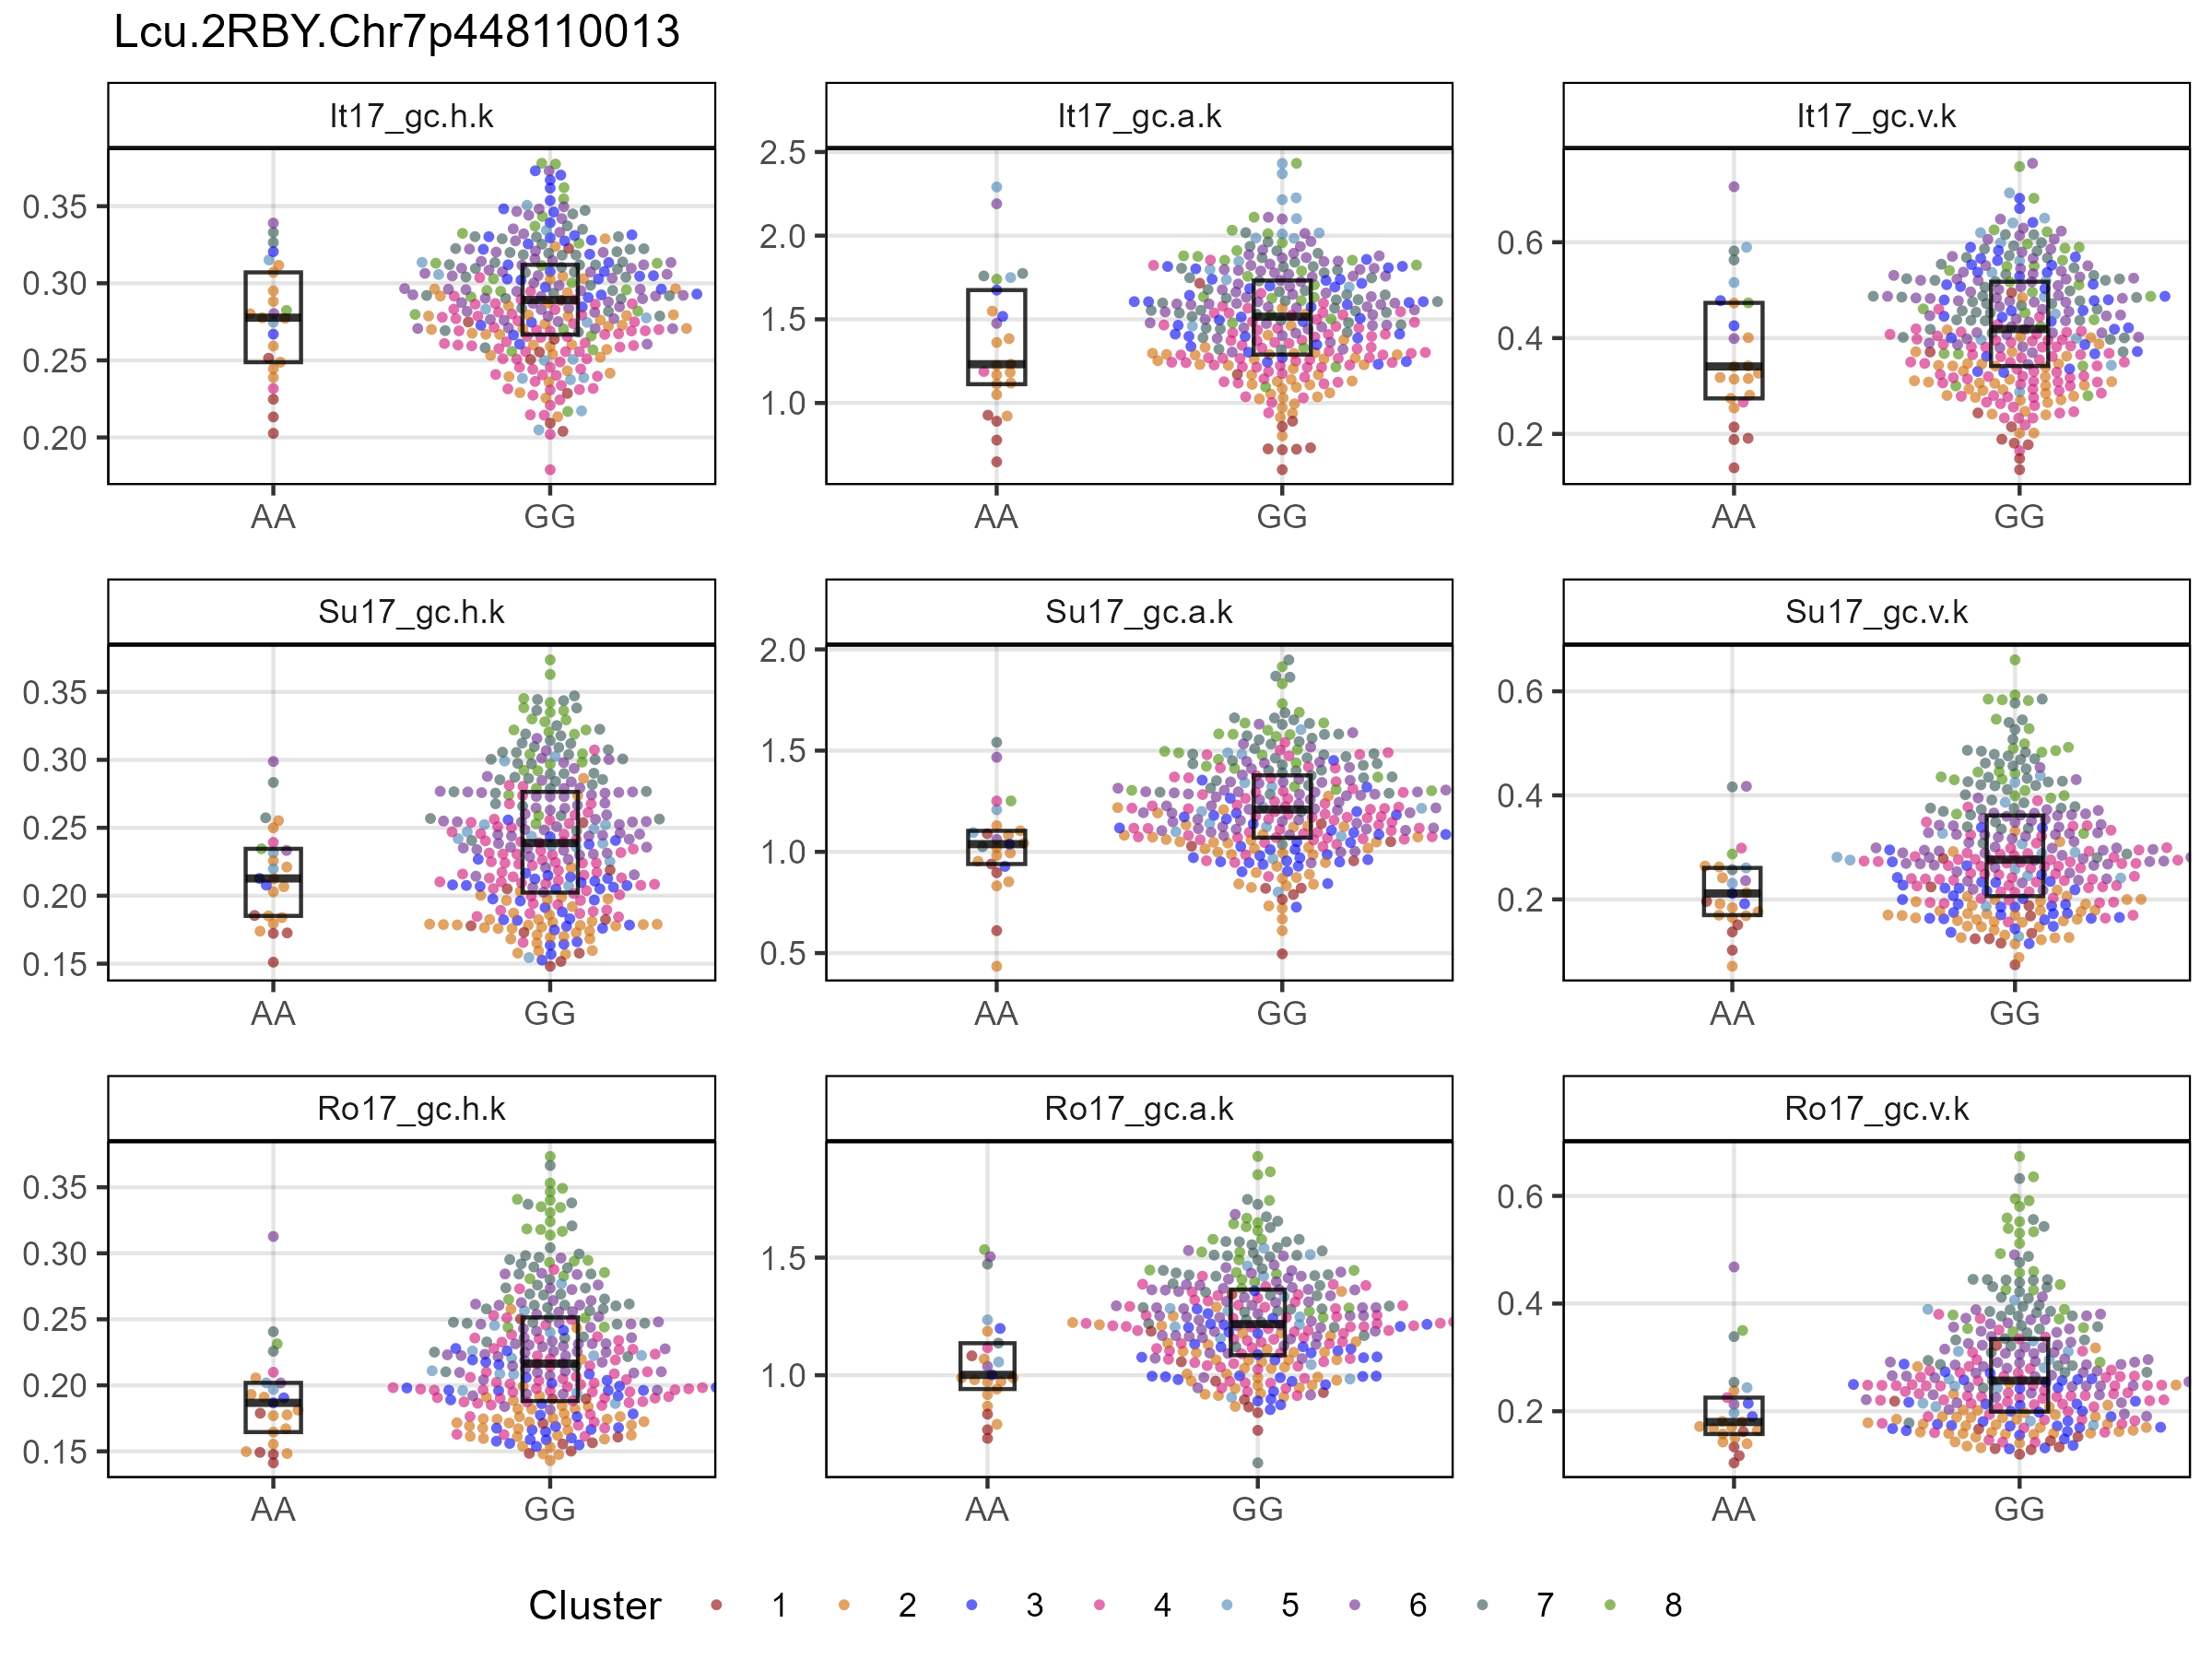 Lcu.2RBY.Chr7p448110013
It17_gc.h.k
It17_gc.a.k
It17_gc.v.k
0.35
0.30
0.25
0.20
AA
GG
2.5
2.0
1.5
1.0
AA
GG
0.6
0.4
0.2
AA
GG
Su17_gc.h.k
Su17_gc.a.k
Su17_gc.v.k
0.35
0.30
0.25
0.20
0.15
AA
GG
2.0
1.5
1.0
0.5
AA
GG
0.6
0.4
0.2
AA
GG
Ro17_gc.h.k
Ro17_gc.a.k
Ro17_gc.v.k
0.35
0.30
0.25
0.20
0.15
AA
GG
1.5
1.0
AA
GG
0.6
0.4
0.2
AA
GG
Cluster 1 2 3 4 5 6 7 8